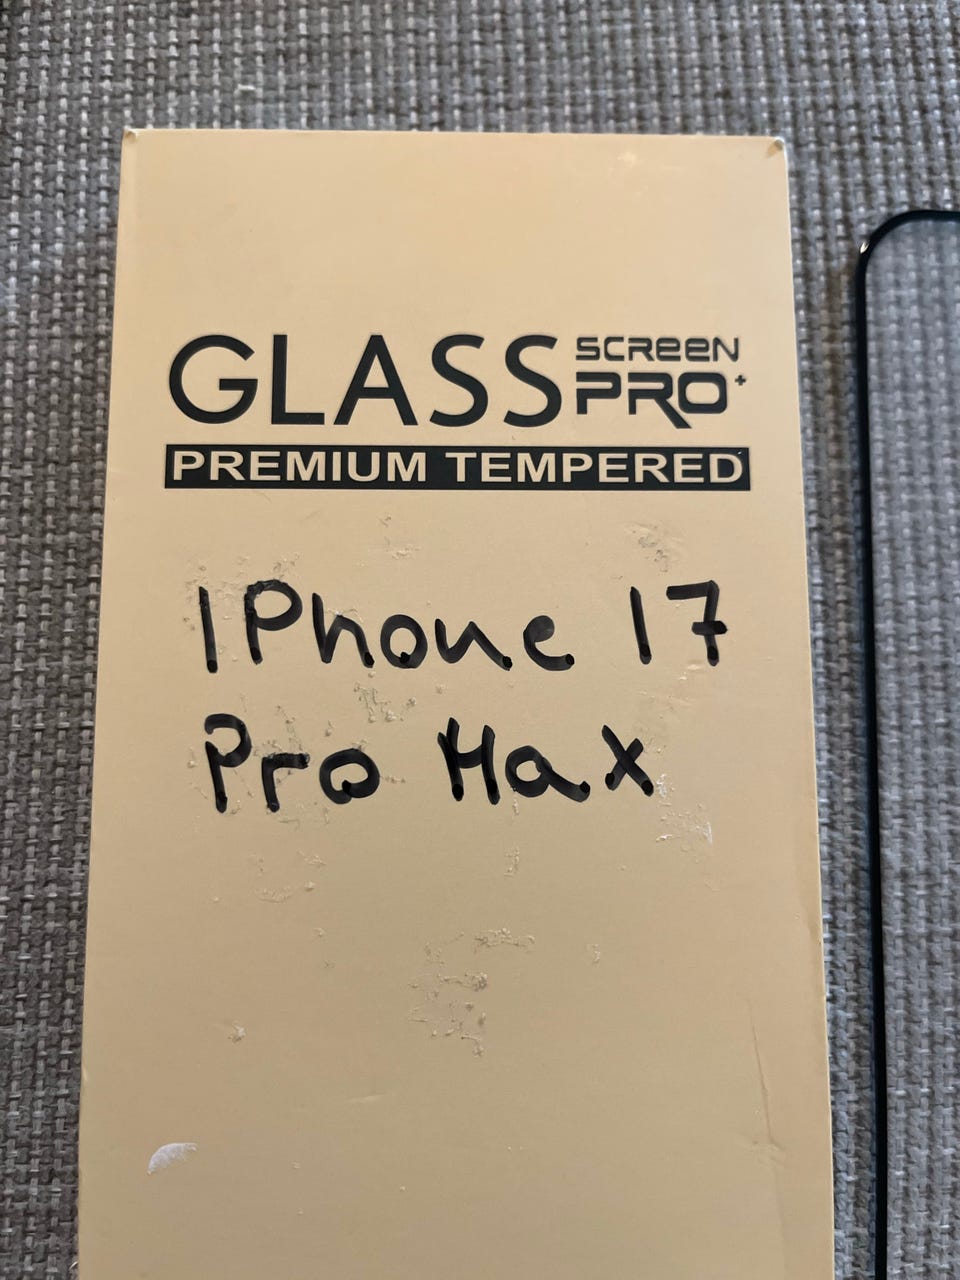 GLASS SCREEN PRO+
PREMIUM TEMPERED
IPhone 17
Pro Max